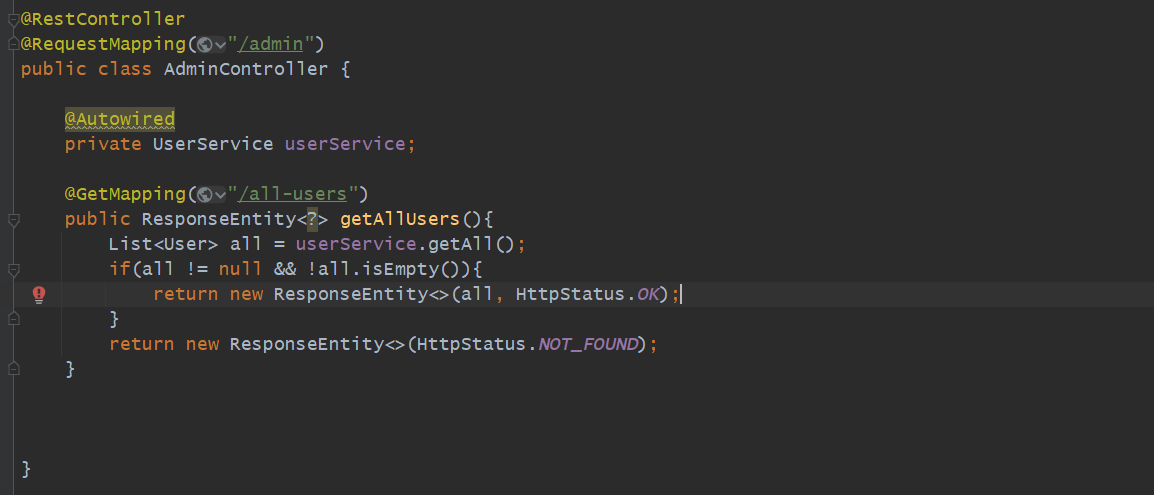 @RestController
@RequestMapping("/admin")
public class AdminController {
@Autowired
private UserService userService;
@GetMapping("/all-users")
public ResponseEntity<?> getAllUsers(){
List<User> all = userService.getAll();
if(all != null && !all.isEmpty()){
return new ResponseEntity<>(all, HttpStatus.OK);
}
return new ResponseEntity<>(HttpStatus.NOT_FOUND);
}
}